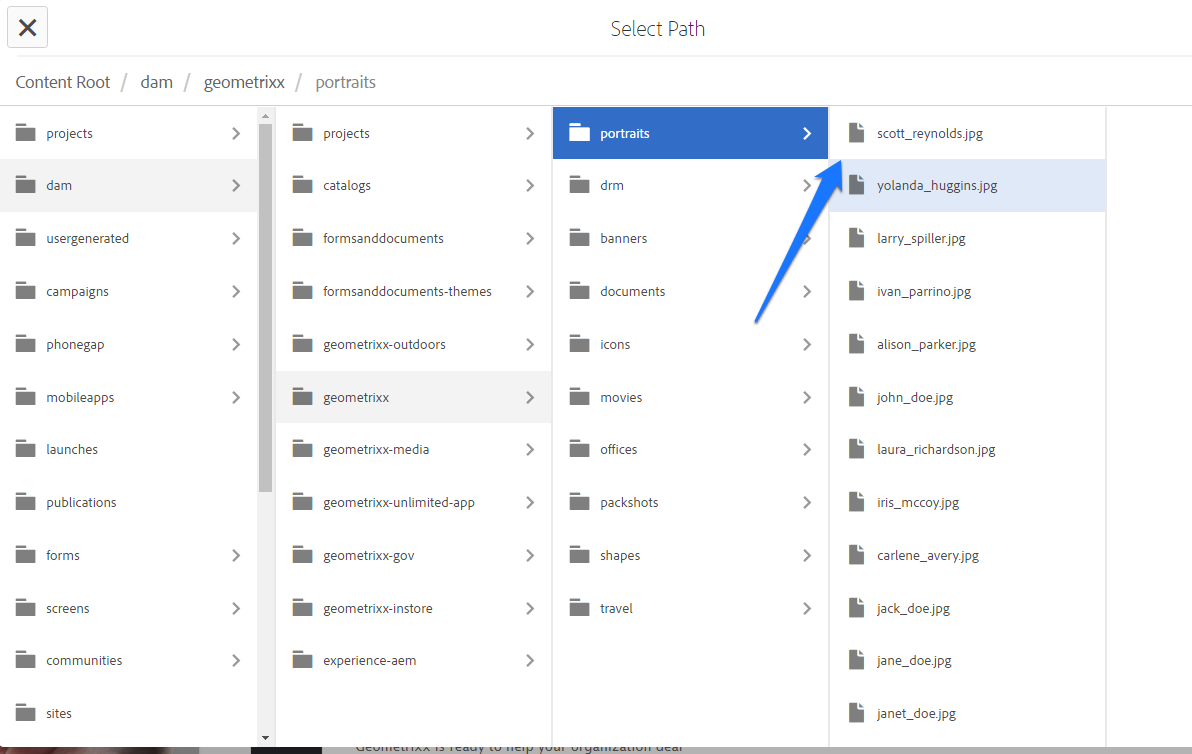 Select Path
Content Root / dam / geometrixx / portraits
projects
dam
usergenerated
campaigns
phonegap
mobileapps
launches
publications
forms
screens
communities
sites
projects
catalogs
formsanddocuments
formsanddocuments-themes
geometrixx-outdoors
geometrixx
geometrixx-media
geometrixx-unlimited-app
geometrixx-gov
geometrixx-instore
experience-aem
portraits
drm
banners
documents
icons
movies
offices
packshots
shapes
travel
scott_reynolds.jpg
yolanda_huggins.jpg
larry_spiller.jpg
ivan_parrino.jpg
alison_parker.jpg
john_doe.jpg
laura_richardson.jpg
iris_mccoy.jpg
carlene_avery.jpg
jack_doe.jpg
jane_doe.jpg
janet_doe.jpg
Geometrixx is ready to help your organization deal